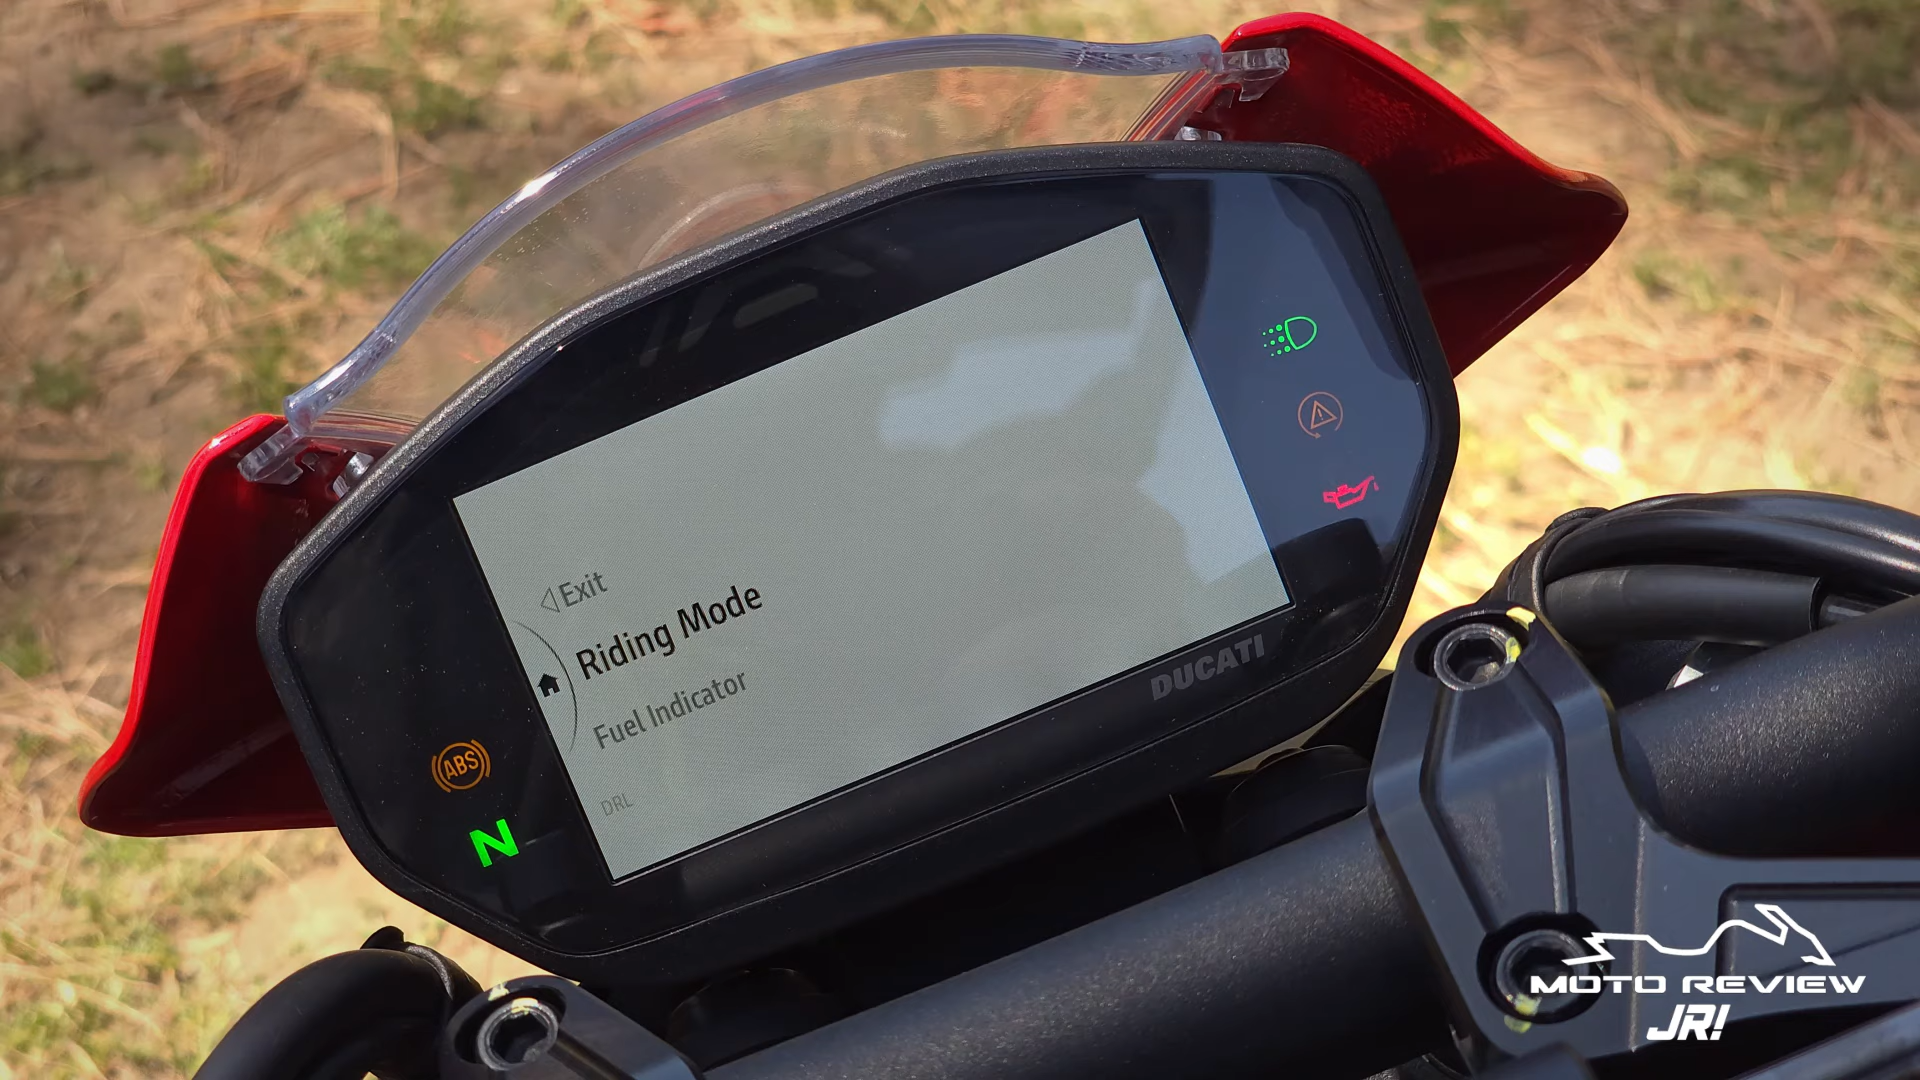 Exit
Riding Mode
Fuel Indicator
DRL
ABS
N
DUCATI
MOTO REVIEW
JR!